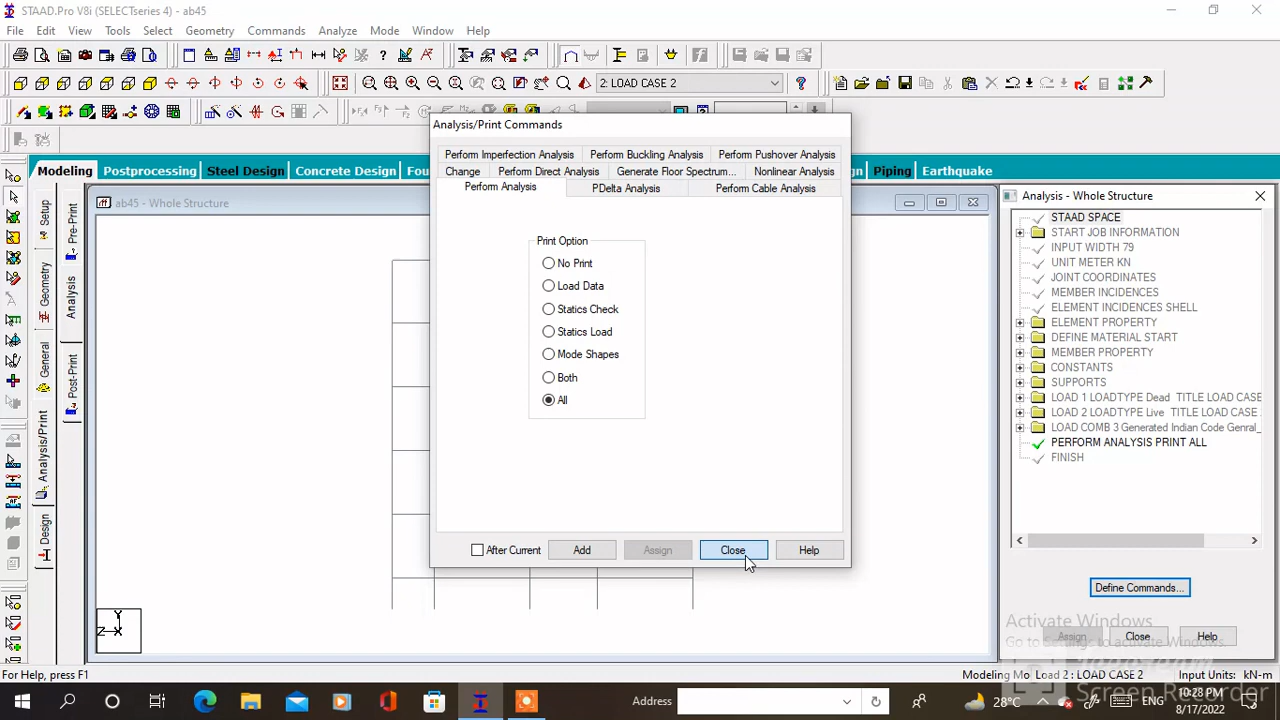 STAAD.Pro V8i (SELECTseries 4) - ab45
File Edit View Tools Select Geometry Commands Analyze Mode Window Help
2: LOAD CASE 2
Modeling Postprocessing Steel Design Concrete Design Fou Piping Earthquake
Analysis/Print Commands
Perform Imperfection Analysis Perform Buckling Analysis Perform Pushover Analysis
Change Perform Direct Analysis Generate Floor Spectrum... Nonlinear Analysis
Perform Analysis PDelta Analysis Perform Cable Analysis
Print Option
No Print
Load Data
Statics Check
Statics Load
Mode Shapes
Both
All
After Current Add Assign Close Help
ab45 - Whole Structure
Setup
Geometry
General
Analysis/Print
Design
Pre-Print
Analysis
Post-Print
Y
Z X
Analysis - Whole Structure
STAAD SPACE
START JOB INFORMATION
INPUT WIDTH 79
UNIT METER KN
JOINT COORDINATES
MEMBER INCIDENCES
ELEMENT INCIDENCES SHELL
ELEMENT PROPERTY
DEFINE MATERIAL START
MEMBER PROPERTY
CONSTANTS
SUPPORTS
LOAD 1 LOADTYPE Dead TITLE LOAD CASE
LOAD 2 LOADTYPE Live TITLE LOAD CASE
LOAD COMB 3 Generated Indian Code Genral_
PERFORM ANALYSIS PRINT ALL
FINISH
Define Commands...
Activate Windows
Go to Settings to activate Windows.
Assign Close Help
Screen Recorder
For Help, press F1
Modeling Mo Load 2 : LOAD CASE 2 Input Units: kN-m
Address
28°C
ENG
10:28 PM
8/17/2022